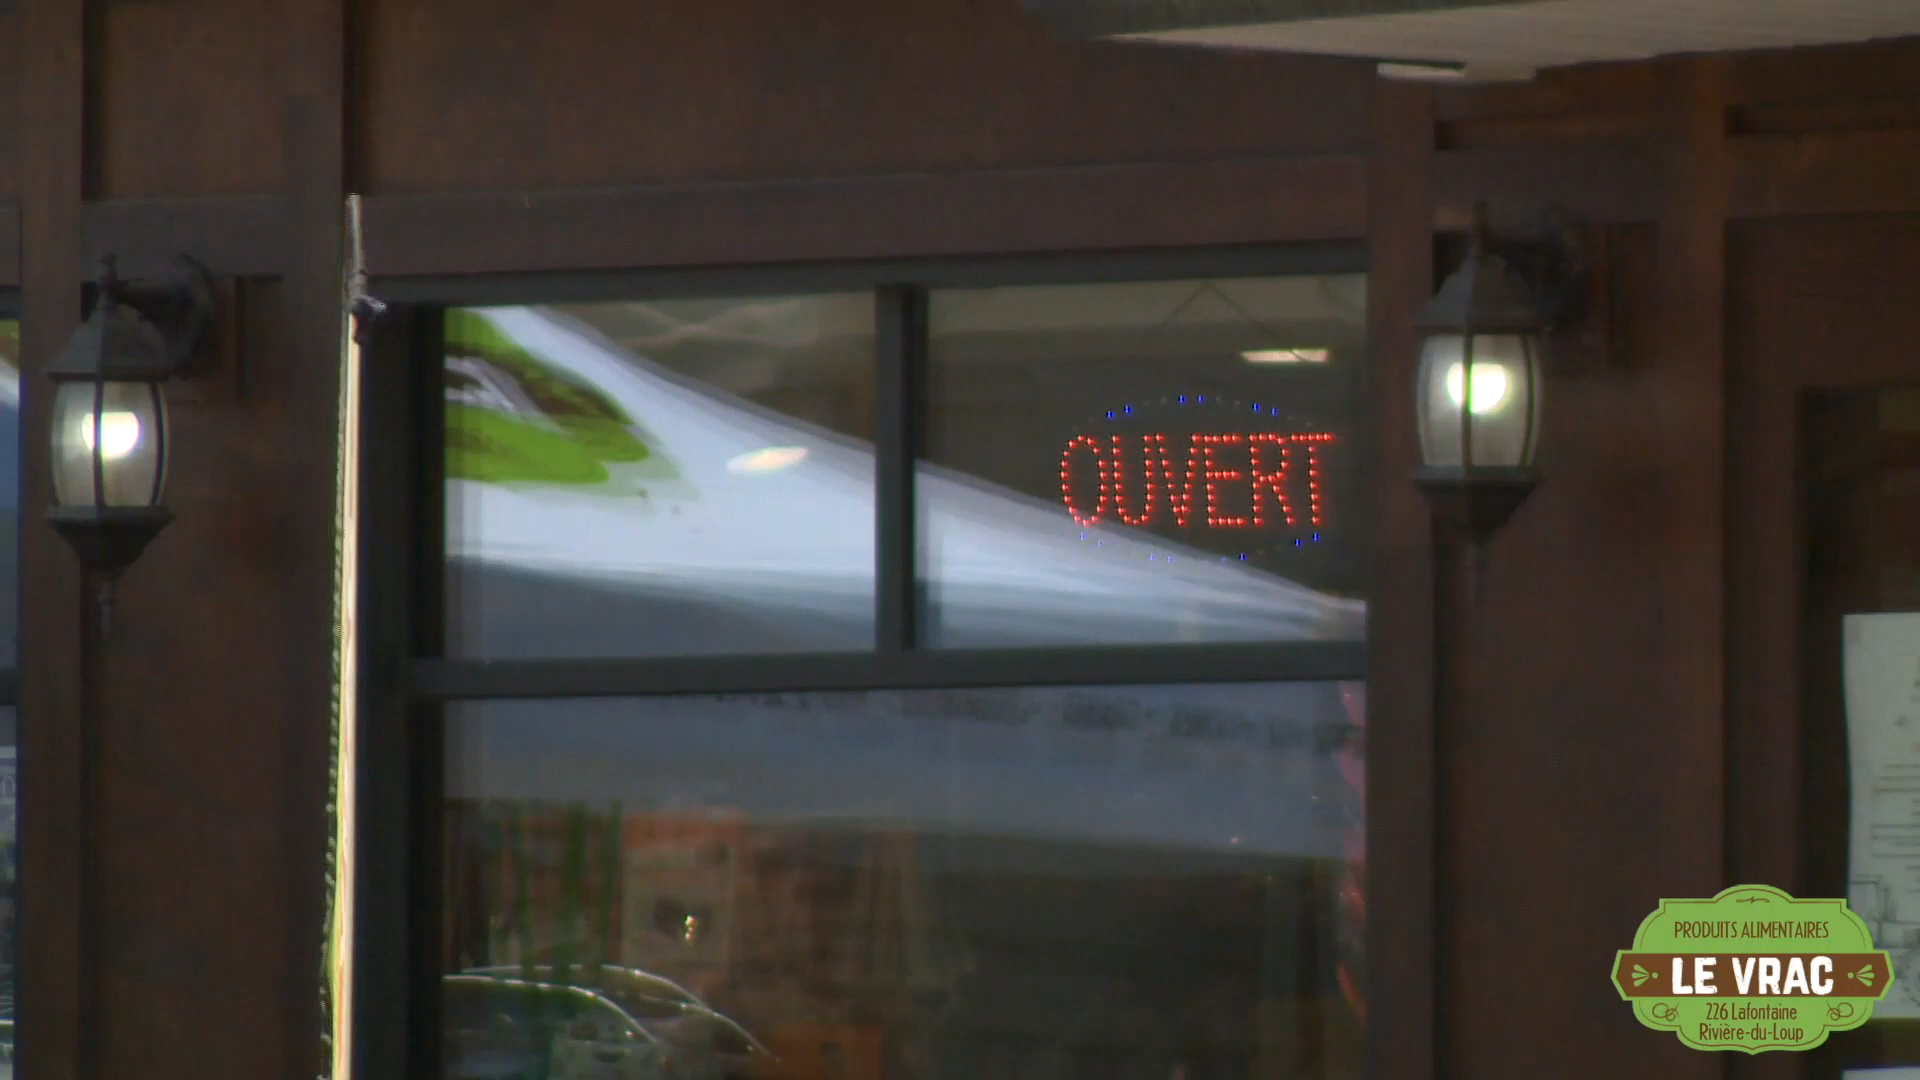 OUVERT
PRODUITS ALIMENTAIRES
LE VRAC
226 Lafontaine
Rivière-du-Loup